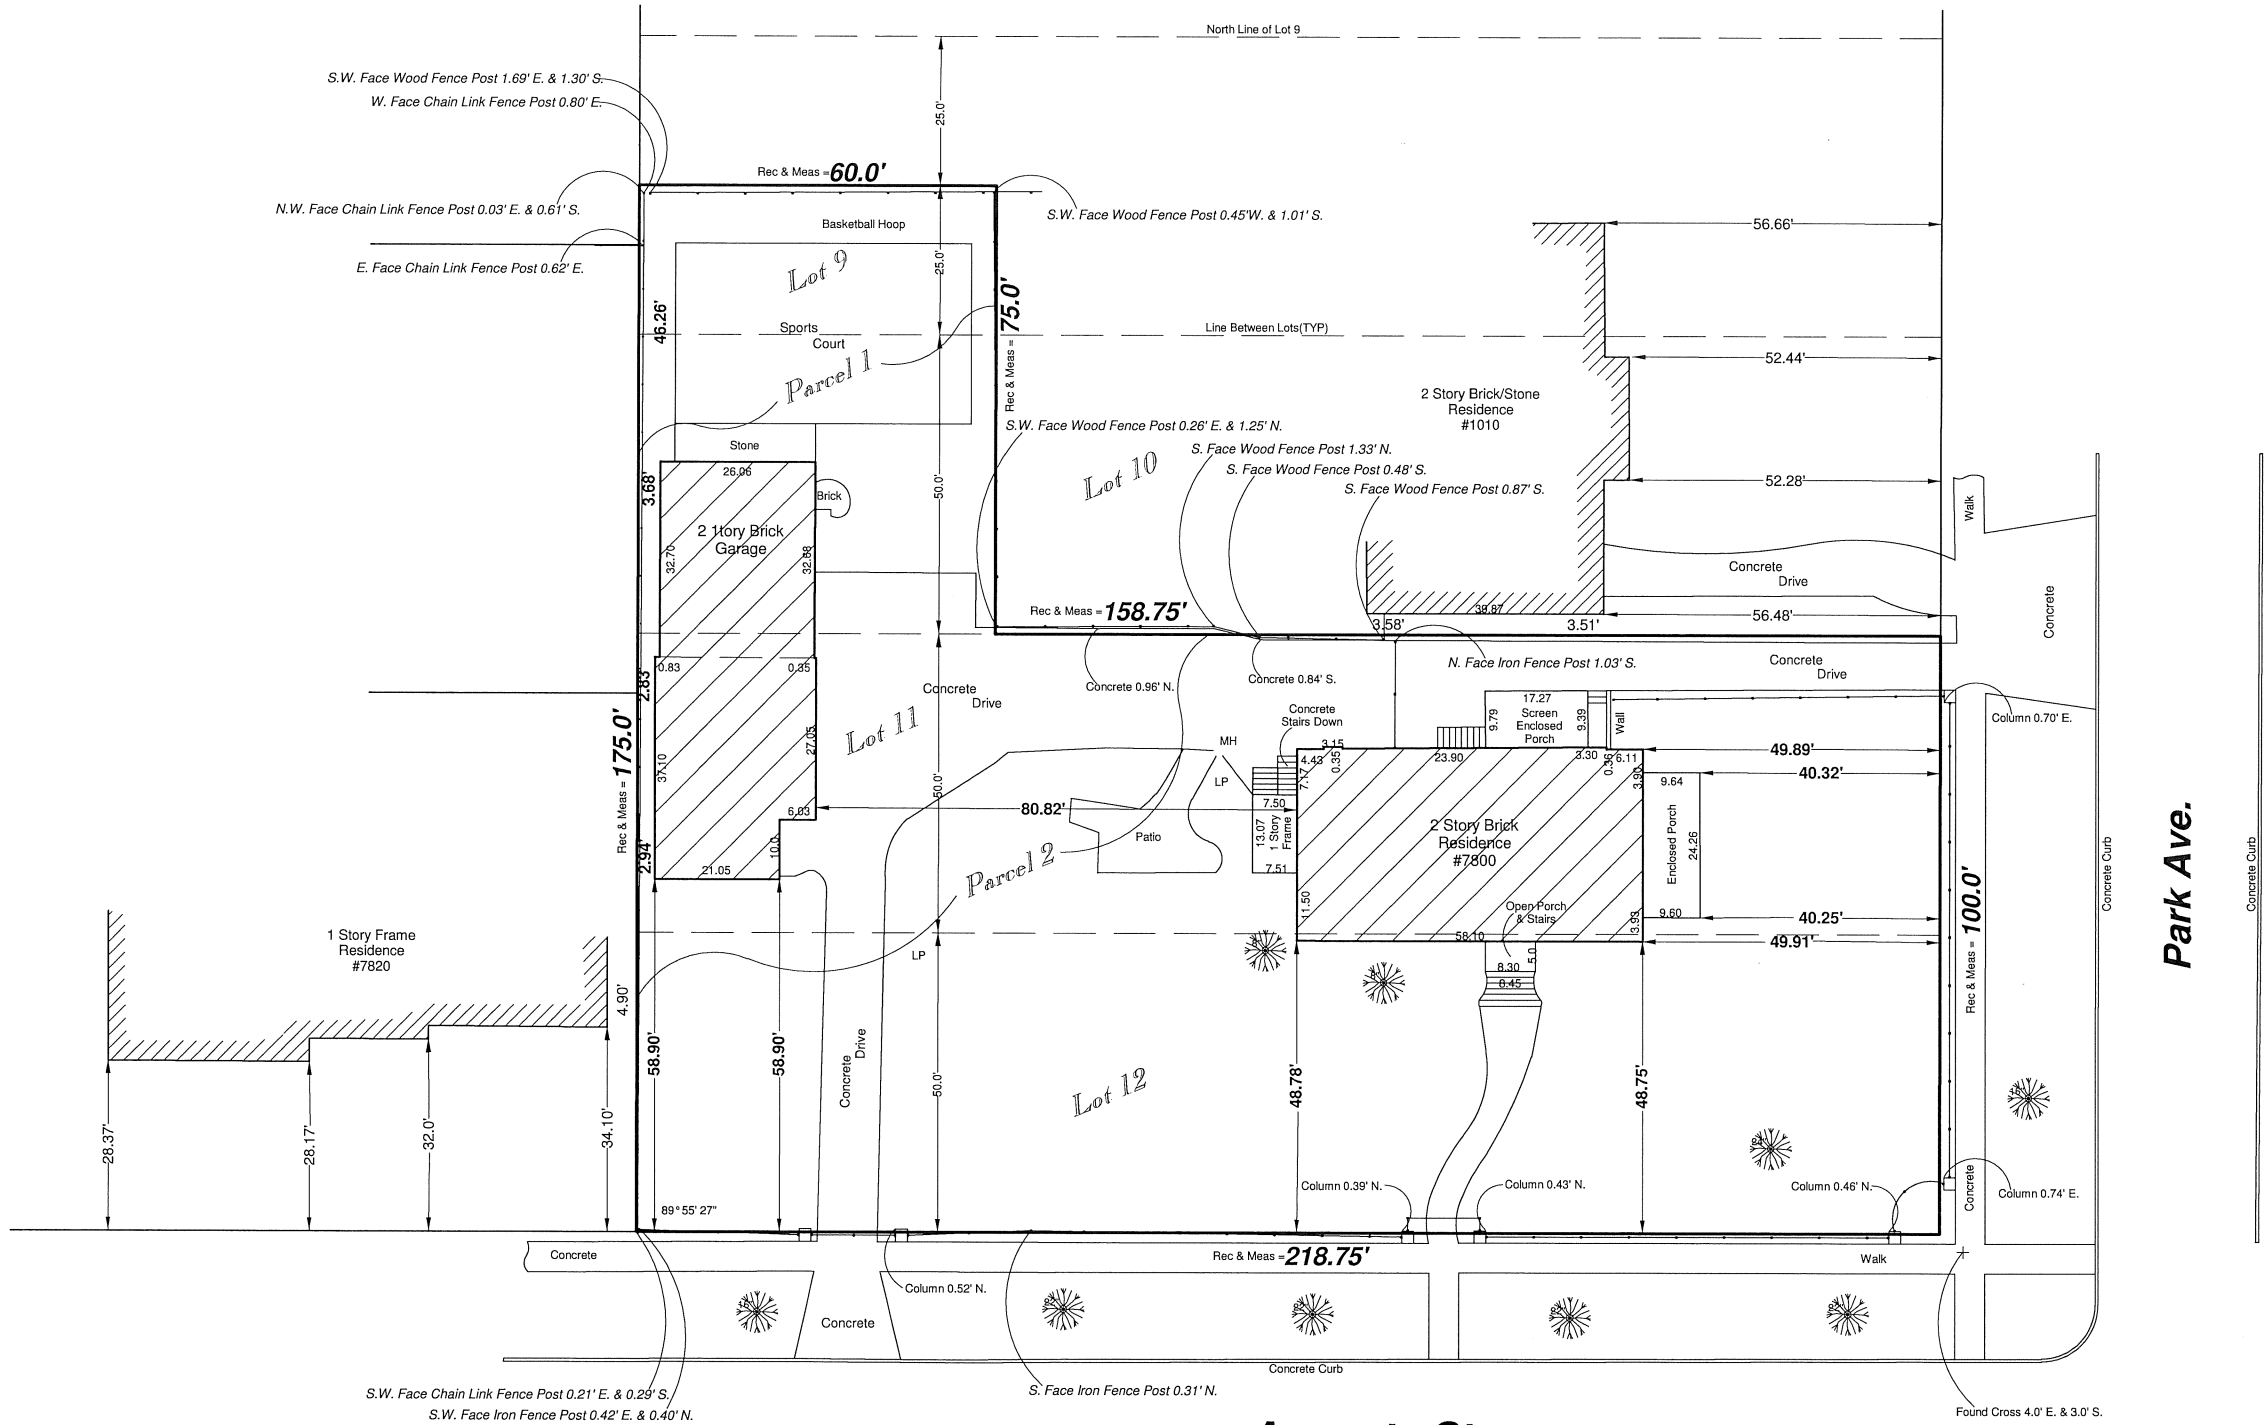 North Line of Lot 9
S.W. Face Wood Fence Post 1.69' E. & 1.30' S.
W. Face Chain Link Fence Post 0.80' E.
25.0'
Rec & Meas = 60.0'
N.W. Face Chain Link Fence Post 0.03' E. & 0.61' S.
S.W. Face Wood Fence Post 0.45'W. & 1.01' S.
Basketball Hoop
56.66'
E. Face Chain Link Fence Post 0.62' E.
Lot 9
25.0'
46.26'
Rec & Meas = 75.0'
Sports
Court
Line Between Lots(TYP)
52.44'
Parcel 1
2 Story Brick/Stone
Residence
#1010
S.W. Face Wood Fence Post 0.26' E. & 1.25' N.
Stone
S. Face Wood Fence Post 1.33' N.
26.06
Lot 10
S. Face Wood Fence Post 0.48' S.
52.28'
3.68'
50.0'
S. Face Wood Fence Post 0.87' S.
Brick
Walk
2 1tory Brick
Garage
32.70
32.68
Concrete
Drive
Concrete
Rec & Meas = 158.75'
39.87
56.48'
3.58'
3.51'
0.83
0.35
N. Face Iron Fence Post 1.03' S.
Concrete
Drive
2.83'
Concrete
Drive
Concrete 0.96' N.
Concrete 0.84' S.
17.27
Screen
Enclosed
Porch
9.79
9.39
Wall
Column 0.70' E.
Lot 11
Concrete
Stairs Down
Rec & Meas = 175.0'
27.05
37.10
MH
3.15
4.43
0.35
23.90
3.30
0.36
6.11
49.89'
LP
7.17
3.90
40.32'
50.0'
9.64
6.03
80.82'
7.50
13.07
1 Story
Frame
7.51
2 Story Brick
Residence
#7800
Enclosed Porch
24.26
Patio
10.0
2.94'
21.05
Parcel 2
Concrete Curb
Concrete Curb
Park Ave.
11.50
Open Porch
& Stairs
3.93
9.60
40.25'
Rec & Meas = 100.0'
1 Story Frame
Residence
#7820
58.10
49.91'
LP
5.0
8.30
8.45
4.90'
58.90'
58.90'
Concrete
Drive
50.0'
48.78'
48.75'
Lot 12
28.37'
28.17'
32.0'
34.10'
Column 0.39' N.
Column 0.43' N.
Column 0.46' N.
Concrete
Column 0.74' E.
89° 55' 27"
Concrete
Rec & Meas = 218.75'
Walk
Column 0.52' N.
Concrete
Concrete Curb
S.W. Face Chain Link Fence Post 0.21' E. & 0.29' S.
S. Face Iron Fence Post 0.31' N.
S.W. Face Iron Fence Post 0.42' E. & 0.40' N.
Found Cross 4.0' E. & 3.0' S.